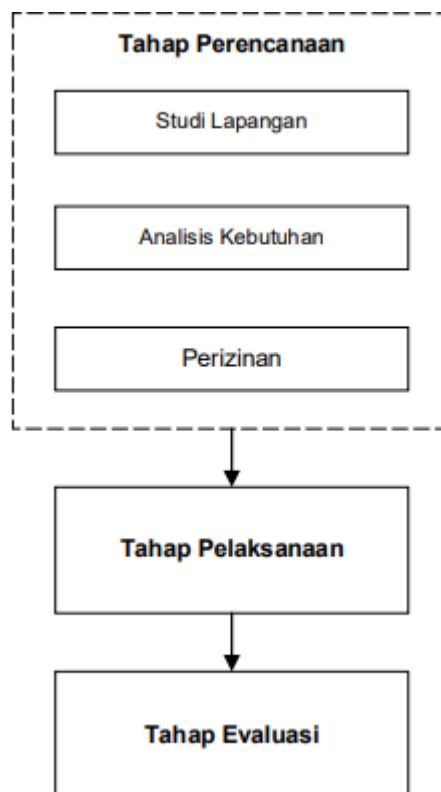 Tahap Perencanaan
Studi Lapangan
Analisis Kebutuhan
Perizinan
Tahap Pelaksanaan
Tahap Evaluasi